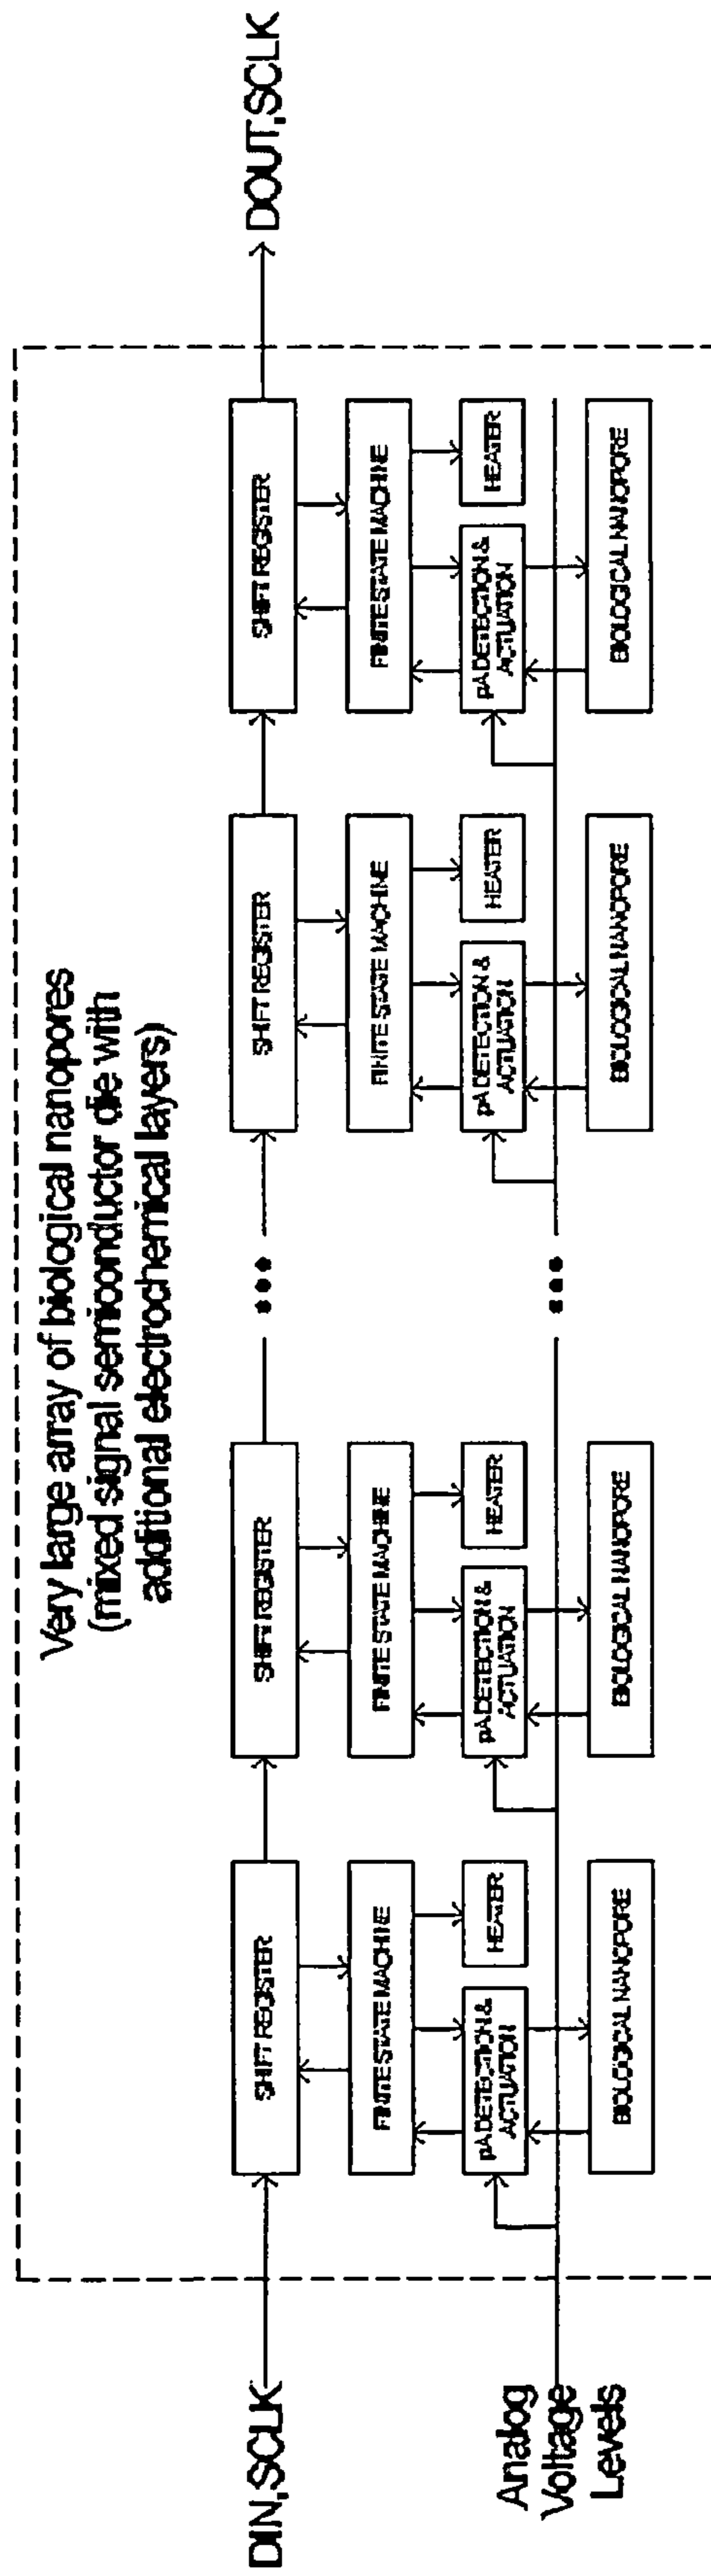 Very large array of biological nanopores
(mixed signal semiconductor die with
additional electrochemical layers)
DIN,SCLK
SHIFT REGISTER
SHIFT REGISTER
•••
SHIFT REGISTER
SHIFT REGISTER
DOUT,SCLK
FINITE STATE MACHINE
FINITE STATE MACHINE
FINITE STATE MACHINE
FINITE STATE MACHINE
pA DETECTION &
ACTUATION
HEATER
pA DETECTION &
ACTUATION
HEATER
pA DETECTION &
ACTUATION
HEATER
pA DETECTION &
ACTUATION
HEATER
Analog
Voltage
Levels
•••
BIOLOGICAL NANOPORE
BIOLOGICAL NANOPORE
BIOLOGICAL NANOPORE
BIOLOGICAL NANOPORE